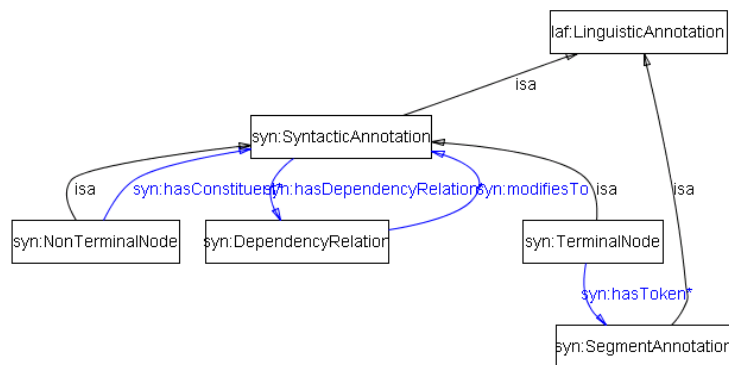 laf:LinguisticAnnotation
isa
syn:SyntacticAnnotation
isa
syn:hasConstituent*
syn:hasDependencyRelation*
syn:modifiesTo
isa
isa
syn:NonTerminalNode
syn:DependencyRelation
syn:TerminalNode
syn:hasToken*
syn:SegmentAnnotation